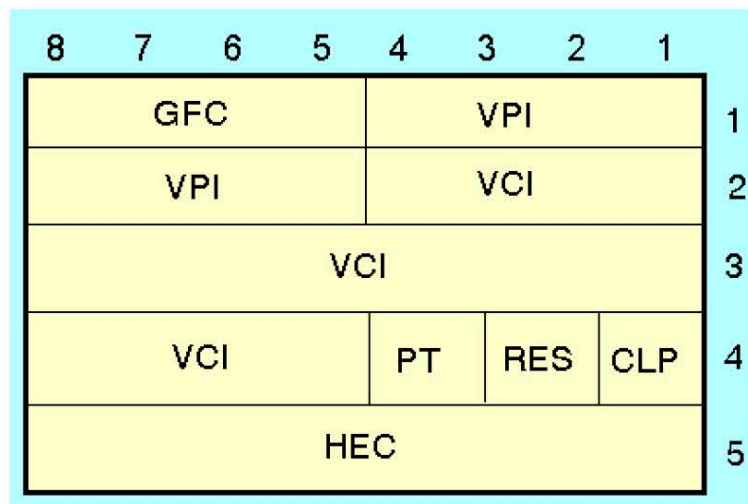 8 7 6 5 4 3 2 1
GFC VPI 1
VPI VCI 2
VCI 3
VCI PT RES CLP 4
HEC 5